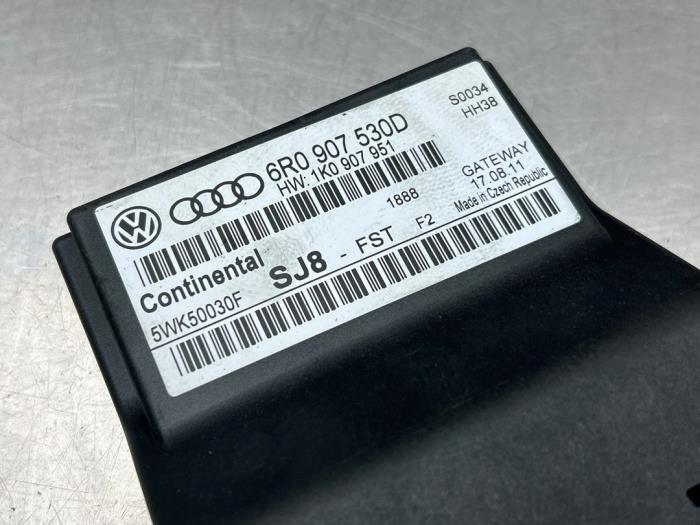 6R0 907 530D
HW: 1K0 907 951
S0034
HH38
1888
GATEWAY
17.08.11
Continental
SJ8 - FST F2
Made in Czech Republic
5WK50030F